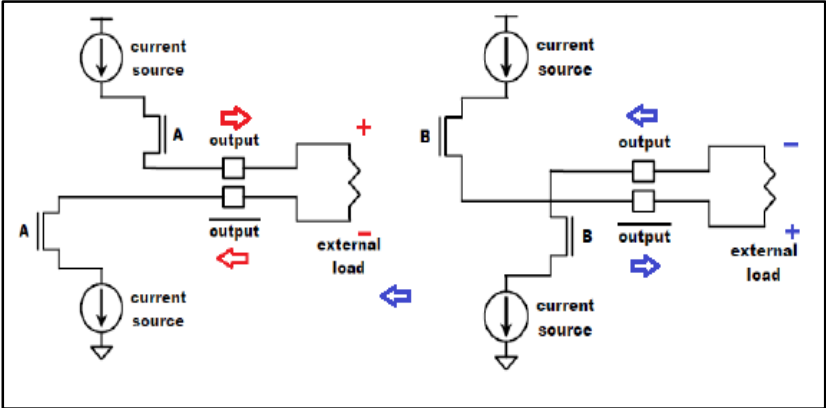 current
source
A
output
+
output
A
–
external
load
current
source
current
source
B
output
–
output
B
+
external
load
current
source